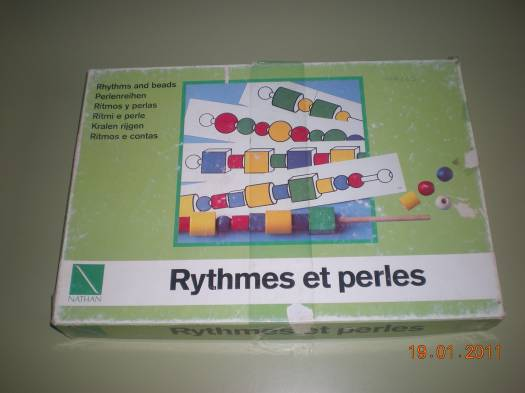 Rhythms and beads
Perlenreihen
Ritmos y perlas
Ritmi e perle
Kralen rijgen
Ritmos e contas
NATHAN
Rythmes et perles
Rythmes et perles
19.01.2011